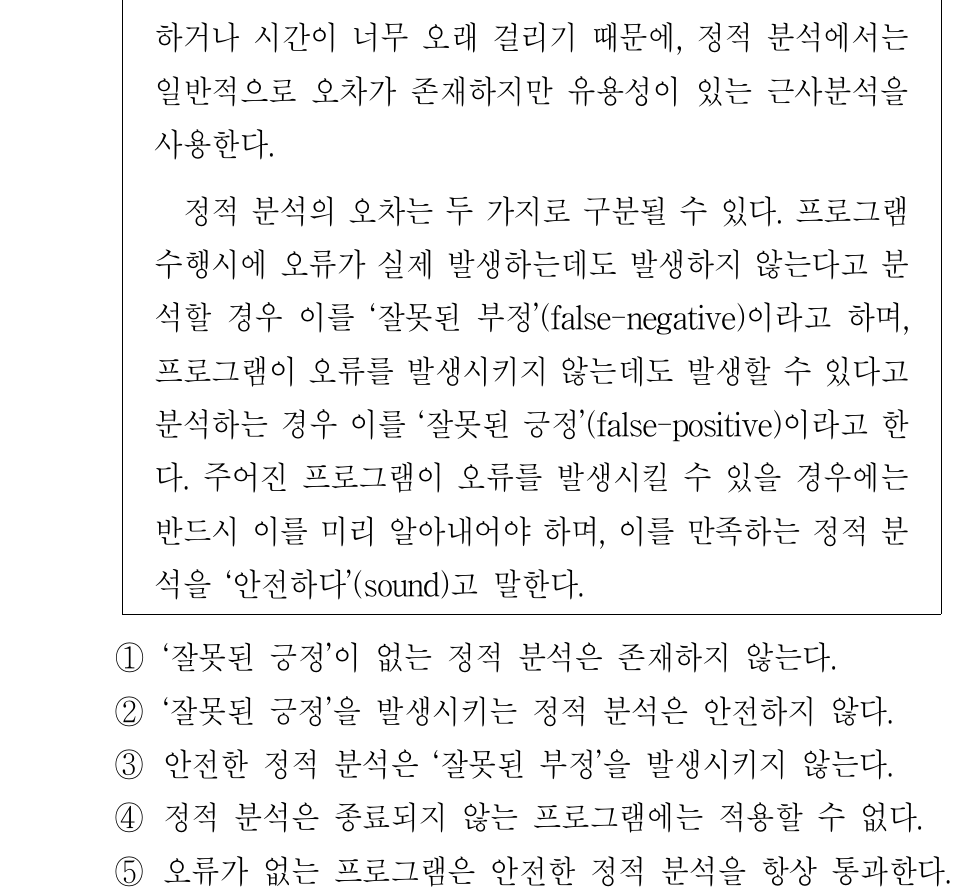 하거나 시간이 너무 오래 걸리기 때문에, 정적 분석에서는
일반적으로 오차가 존재하지만 유용성이 있는 근사분석을
사용한다.
정적 분석의 오차는 두 가지로 구분될 수 있다. 프로그램
수행시에 오류가 실제 발생하는데도 발생하지 않는다고 분
석할 경우 이를 ‘잘못된 부정’(false-negative)이라고 하며,
프로그램이 오류를 발생시키지 않는데도 발생할 수 있다고
분석하는 경우 이를 ‘잘못된 긍정’(false-positive)이라고 한
다. 주어진 프로그램이 오류를 발생시킬 수 있을 경우에는
반드시 이를 미리 알아내어야 하며, 이를 만족하는 정적 분
석을 ‘안전하다’(sound)고 말한다.
① ‘잘못된 긍정’이 없는 정적 분석은 존재하지 않는다.
② ‘잘못된 긍정’을 발생시키는 정적 분석은 안전하지 않다.
③ 안전한 정적 분석은 ‘잘못된 부정’을 발생시키지 않는다.
④ 정적 분석은 종료되지 않는 프로그램에는 적용할 수 없다.
⑤ 오류가 없는 프로그램은 안전한 정적 분석을 항상 통과한다.